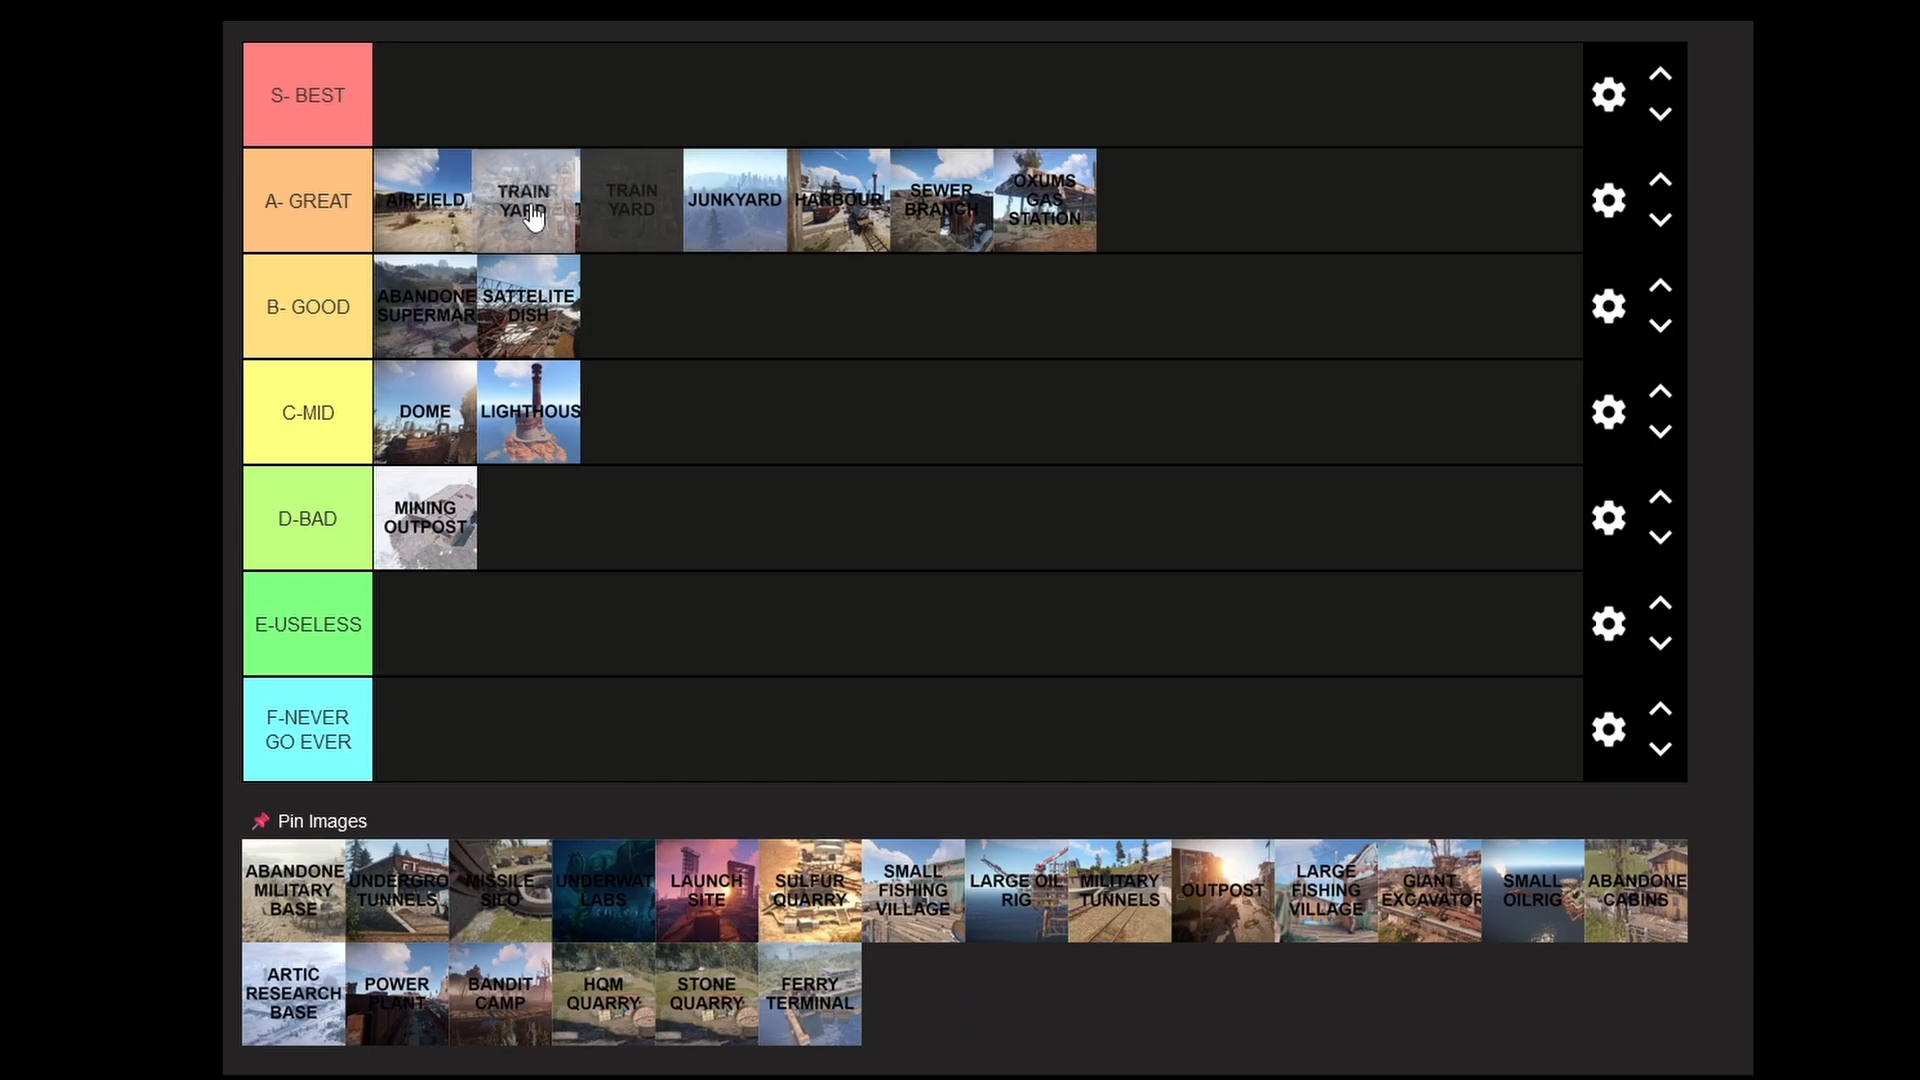 S- BEST
A- GREAT
AIRFIELD
TRAIN
YARD
TRAIN
YARD
JUNKYARD
HARBOUR
SEWER
BRANCH
OXUMS
GAS
STATION
B- GOOD
ABANDONE
SUPERMAR
SATTELITE
DISH
C-MID
DOME
LIGHTHOUS
D-BAD
MINING
OUTPOST
E-USELESS
F-NEVER
GO EVER
Pin Images
ABANDONE
MILITARY
BASE
UNDERGRO
TUNNELS
MISSILE
SILO
UNDERWAT
LABS
LAUNCH
SITE
SULFUR
QUARRY
SMALL
FISHING
VILLAGE
LARGE OIL
RIG
MILITARY
TUNNELS
OUTPOST
LARGE
FISHING
VILLAGE
GIANT
EXCAVATOR
SMALL
OILRIG
ABANDONE
CABINS
ARTIC
RESEARCH
BASE
POWER
PLANT
BANDIT
CAMP
HQM
QUARRY
STONE
QUARRY
FERRY
TERMINAL